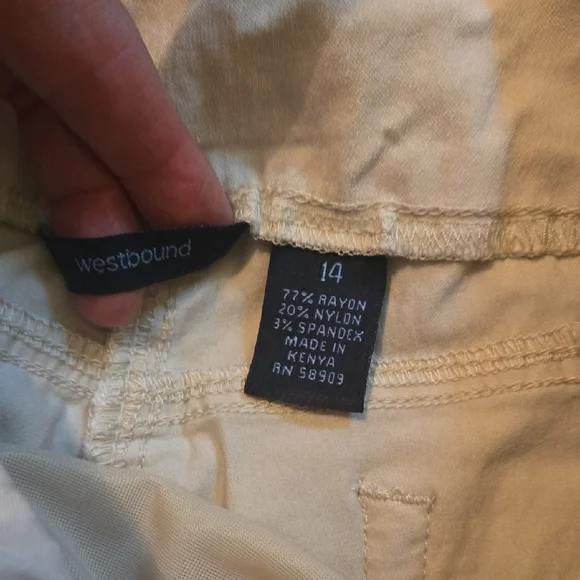 westbound
14
77% RAYON
20% NYLON
3% SPANDEX
MADE IN
KENYA
RN 58909